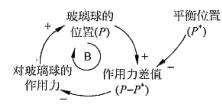 玻璃球的
位置(P)
平衡位置
(P*)
+
+
B
对玻璃球的
作用力
作用力差值
(P−P*)
−
−